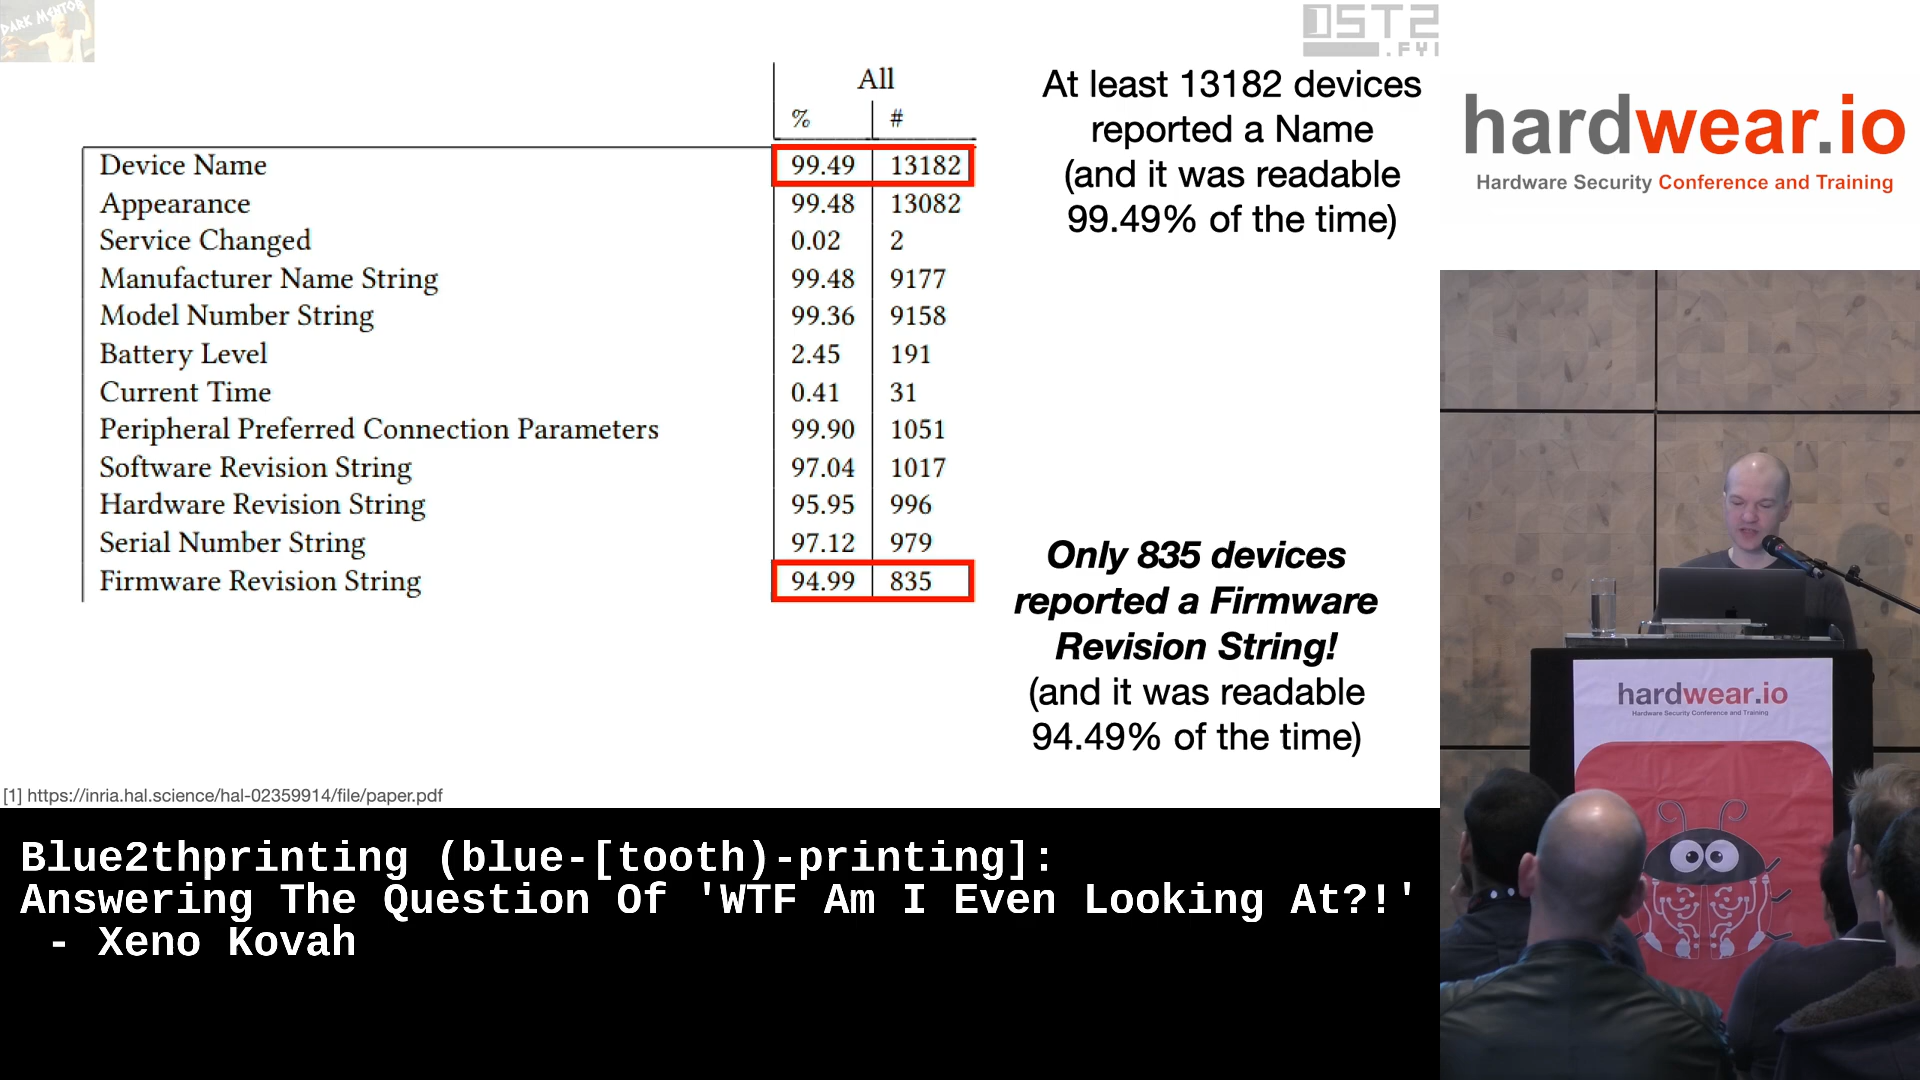 DARK MENTOR
OST2
.FYI
All
% #
Device Name 99.49 13182
Appearance 99.48 13082
Service Changed 0.02 2
Manufacturer Name String 99.48 9177
Model Number String 99.36 9158
Battery Level 2.45 191
Current Time 0.41 31
Peripheral Preferred Connection Parameters 99.90 1051
Software Revision String 97.04 1017
Hardware Revision String 95.95 996
Serial Number String 97.12 979
Firmware Revision String 94.99 835
At least 13182 devices
reported a Name
(and it was readable
99.49% of the time)
Only 835 devices
reported a Firmware
Revision String!
(and it was readable
94.49% of the time)
[1] https://inria.hal.science/hal-02359914/file/paper.pdf
hardwear.io
Hardware Security Conference and Training
hardwear.io
Hardware Security Conference and Training
Blue2thprinting (blue-[tooth)-printing]:
Answering The Question Of 'WTF Am I Even Looking At?!'
- Xeno Kovah